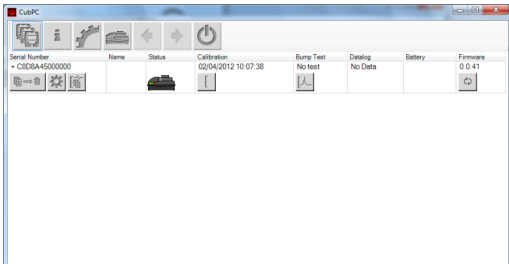 CubPC
Serial Number Name Status Calibration Bump Test Datalog Battery Firmware
C8D8A45000000 02/04/2012 10:07:38 No test No Data 0.0.41